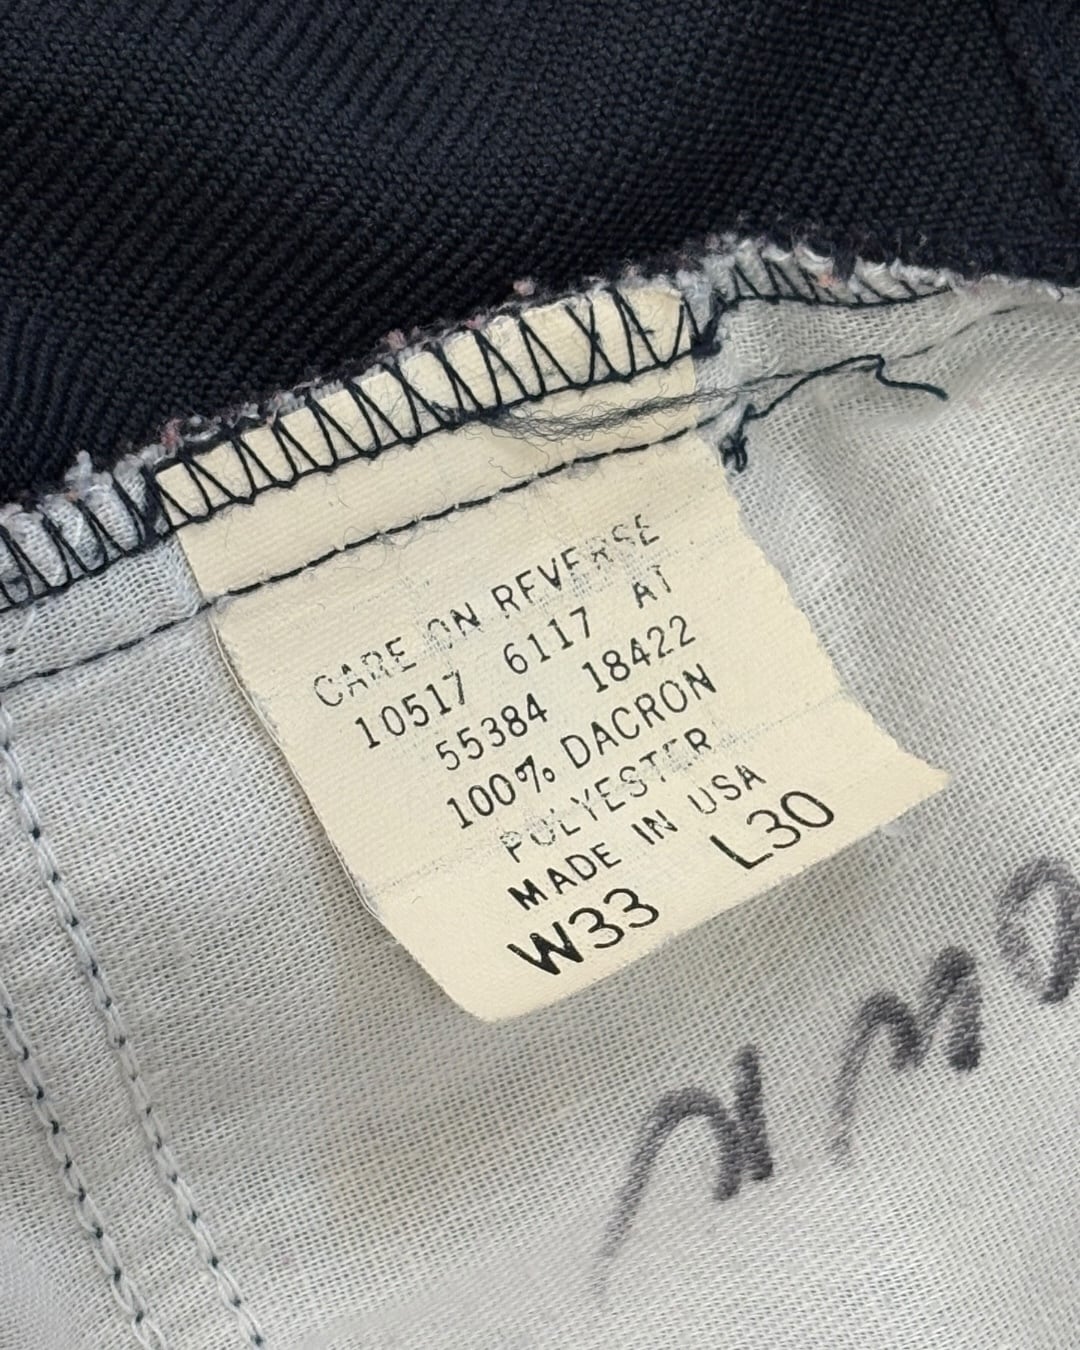 CARE ON REVERSE
10517 6117 AT
55384 18422
100% DACRON
POLYESTER
MADE IN USA
W33 L30